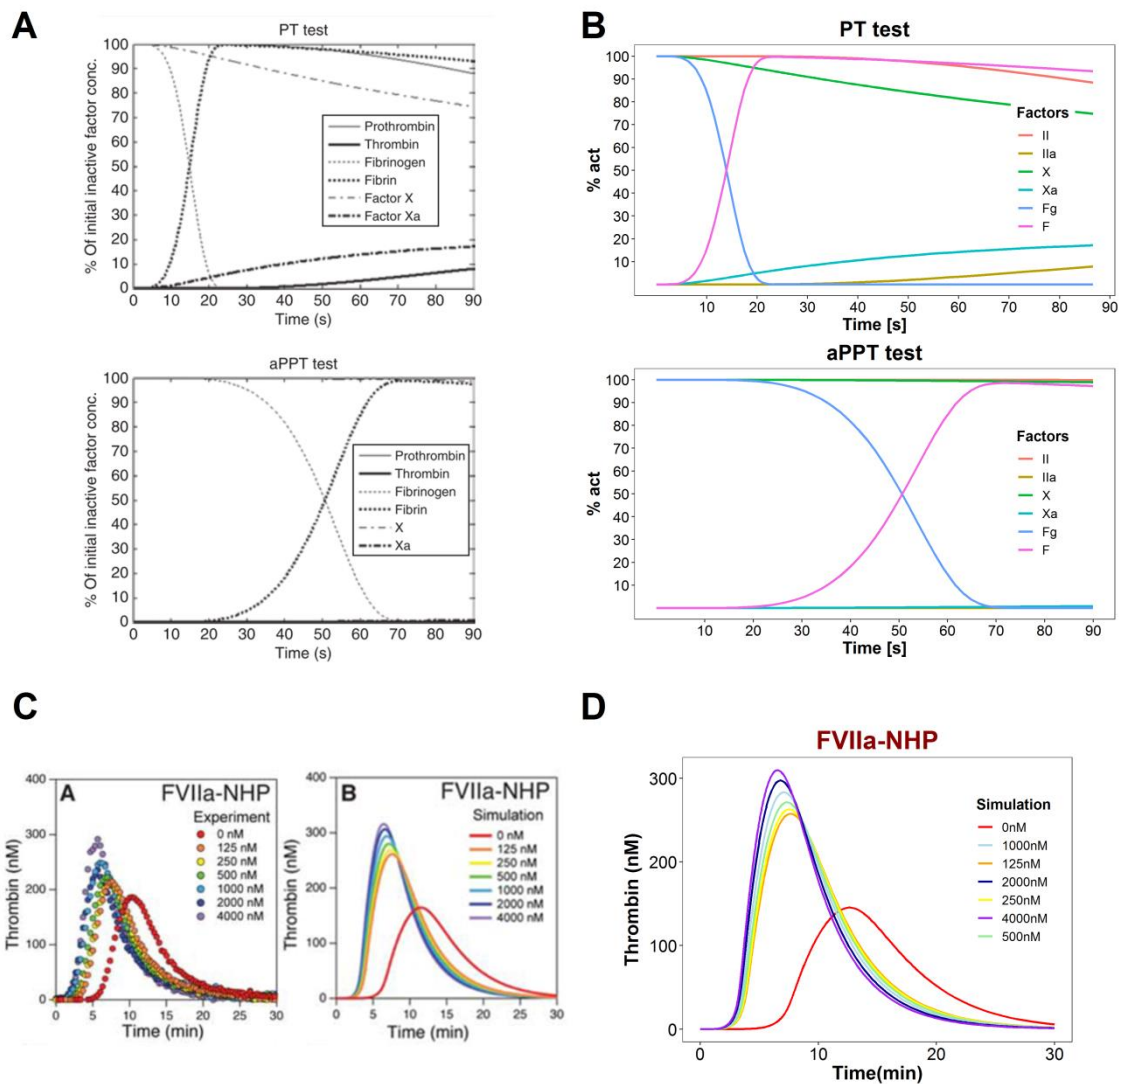 A
PT test
% Of initial inactive factor conc.
100
90
80
70
60
50
40
30
20
10
0
Prothrombin
Thrombin
Fibrinogen
Fibrin
Factor X
Factor Xa
0 10 20 30 40 50 60 70 80 90
Time (s)
aPPT test
% Of initial inactive factor conc.
100
90
80
70
60
50
40
30
20
10
0
Prothrombin
Thrombin
Fibrinogen
Fibrin
X
Xa
0 10 20 30 40 50 60 70 80 90
Time (s)
B
PT test
% act
100
90
80
70
60
50
40
30
20
10
Factors
II
IIa
X
Xa
Fg
F
10 20 30 40 50 60 70 80 90
Time [s]
aPPT test
% act
100
90
80
70
60
50
40
30
20
10
Factors
II
IIa
X
Xa
Fg
F
10 20 30 40 50 60 70 80 90
Time [s]
C
A
FVIIa-NHP
Experiment
0 nM
125 nM
250 nM
500 nM
1000 nM
2000 nM
4000 nM
Thrombin (nM)
400
300
200
100
0
0 5 10 15 20 25 30
Time (min)
B
FVIIa-NHP
Simulation
0 nM
125 nM
250 nM
500 nM
1000 nM
2000 nM
4000 nM
Thrombin (nM)
400
300
200
100
0
0 5 10 15 20 25 30
Time (min)
D
FVIIa-NHP
Thrombin (nM)
300
200
100
0
Simulation
0nM
1000nM
125nM
2000nM
250nM
4000nM
500nM
0 10 20 30
Time(min)